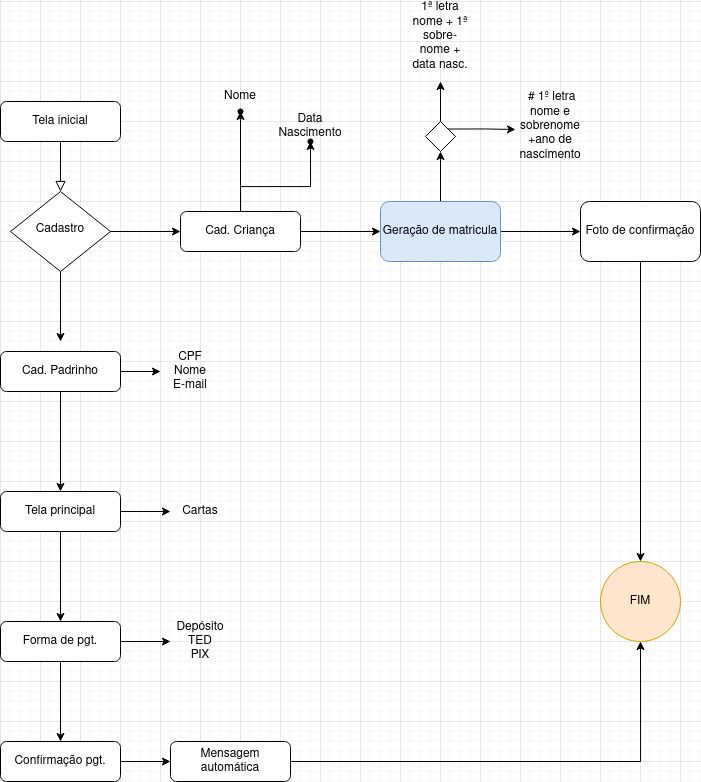 1ª letra
nome + 1ª
sobre-
nome +
data nasc.
Nome
# 1º letra
nome e
sobrenome
+ano de
nascimento
Tela inicial
Data
Nascimento
Cadastro
Cad. Criança
Geração de matricula
Foto de confirmação
Cad. Padrinho
CPF
Nome
E-mail
Tela principal
Cartas
FIM
Forma de pgt.
Depósito
TED
PIX
Confirmação pgt.
Mensagem
automática